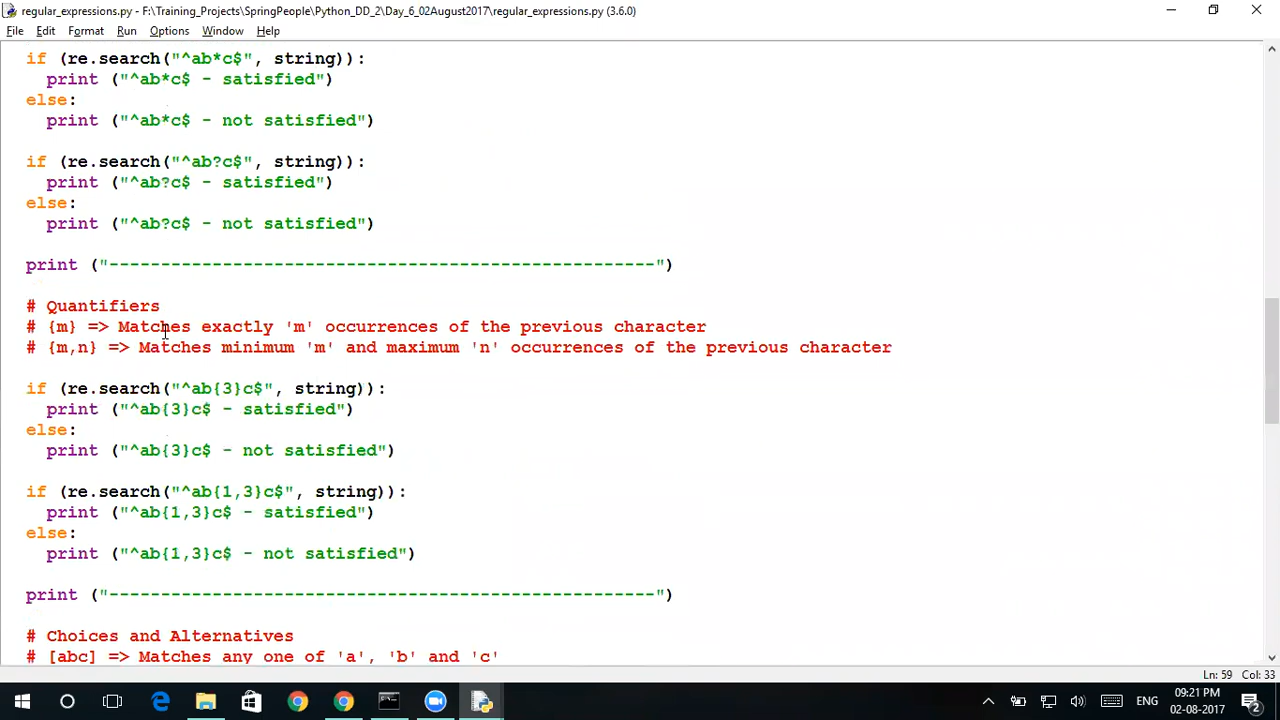 regular_expressions.py - F:\Training_Projects\SpringPeople\Python_DD_2\Day_6_02August2017\regular_expressions.py (3.6.0)
File Edit Format Run Options Window Help
if (re.search("^ab*c$", string)):
  print ("^ab*c$ - satisfied")
else:
  print ("^ab*c$ - not satisfied")
if (re.search("^ab?c$", string)):
  print ("^ab?c$ - satisfied")
else:
  print ("^ab?c$ - not satisfied")
print ("-----------------------------------------------------")
# Quantifiers
# {m} => Matches exactly 'm' occurrences of the previous character
# {m,n} => Matches minimum 'm' and maximum 'n' occurrences of the previous character
if (re.search("^ab{3}c$", string)):
  print ("^ab{3}c$ - satisfied")
else:
  print ("^ab{3}c$ - not satisfied")
if (re.search("^ab{1,3}c$", string)):
  print ("^ab{1,3}c$ - satisfied")
else:
  print ("^ab{1,3}c$ - not satisfied")
print ("-----------------------------------------------------")
# Choices and Alternatives
# [abc] => Matches any one of 'a', 'b' and 'c'
Ln: 59 Col: 33
ENG
09:21 PM
02-08-2017
2